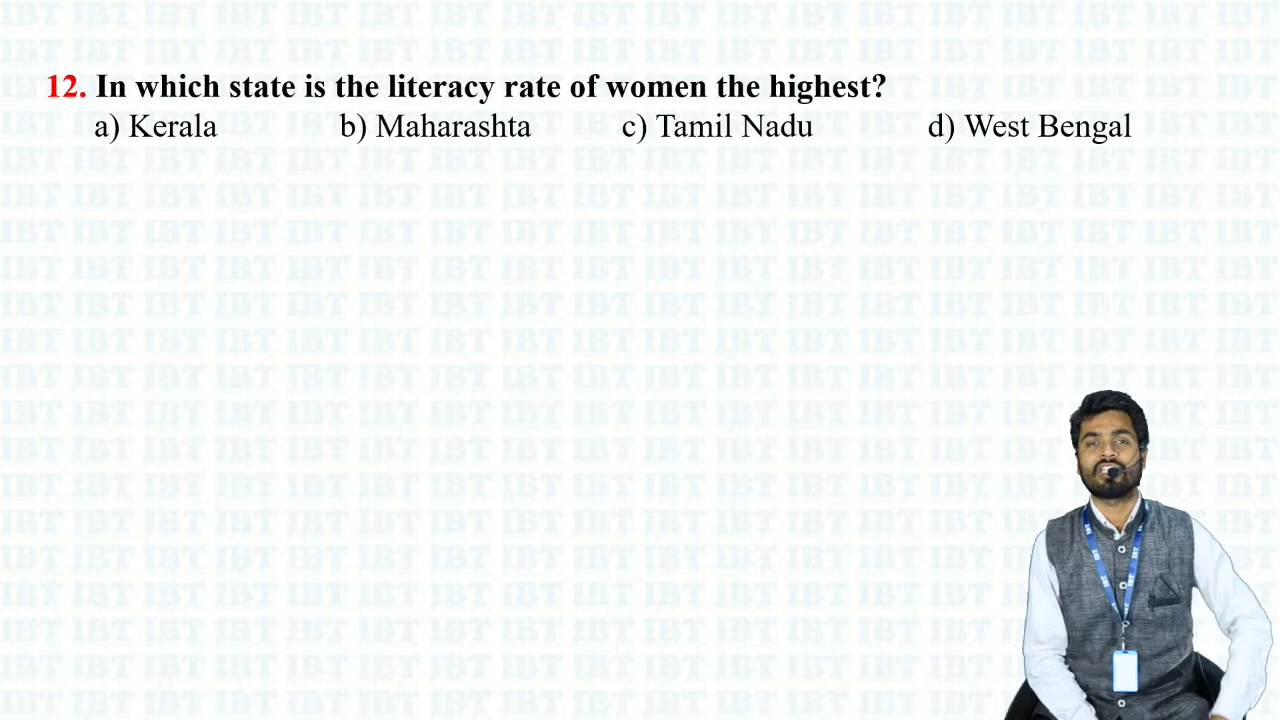 12. In which state is the literacy rate of women the highest?
a) Kerala b) Maharashta c) Tamil Nadu d) West Bengal